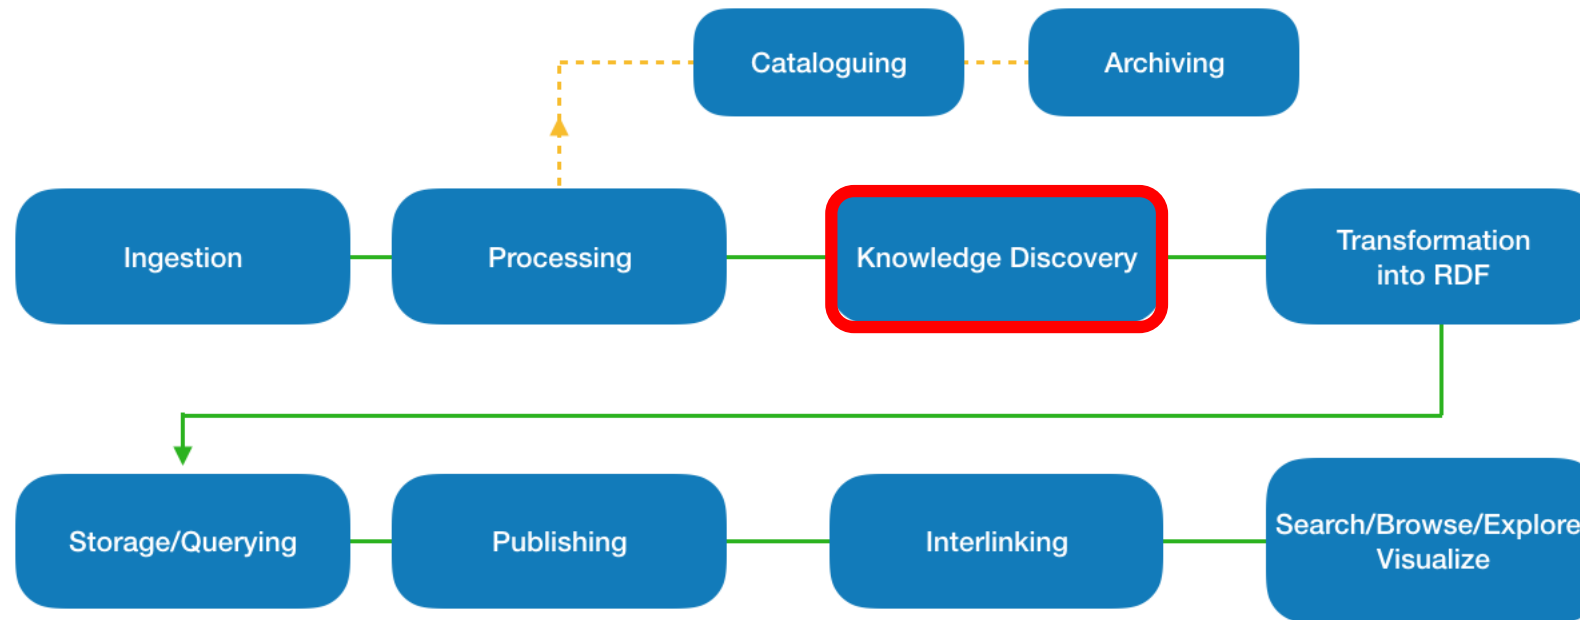 Cataloguing
Archiving
Ingestion
Processing
Knowledge Discovery
Transformation
into RDF
Storage/Querying
Publishing
Interlinking
Search/Browse/Explore
Visualize